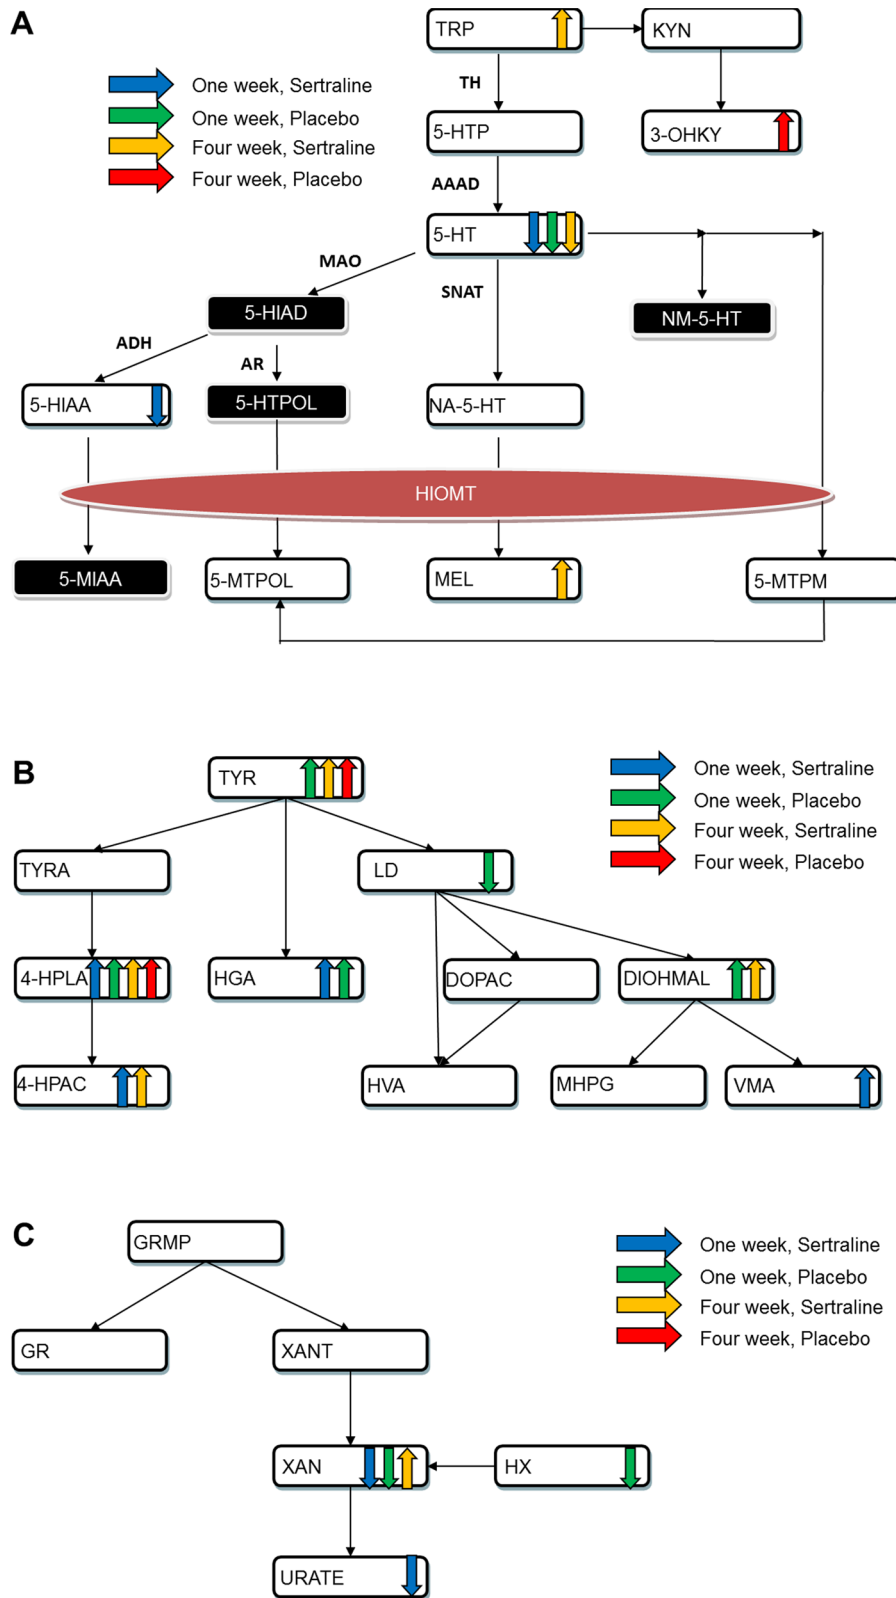 A
TRP
KYN
One week, Sertraline
One week, Placebo
Four week, Sertraline
Four week, Placebo
TH
5-HTP
3-OHKY
AAAD
5-HT
MAO
SNAT
5-HIAD
NM-5-HT
ADH
AR
5-HIAA
5-HTPOL
NA-5-HT
HIOMT
5-MIAA
5-MTPOL
MEL
5-MTPM
B
TYR
One week, Sertraline
One week, Placebo
Four week, Sertraline
Four week, Placebo
TYRA
LD
4-HPLA
HGA
DOPAC
DIOHMAL
4-HPAC
HVA
MHPG
VMA
C
GRMP
One week, Sertraline
One week, Placebo
Four week, Sertraline
Four week, Placebo
GR
XANT
XAN
HX
URATE